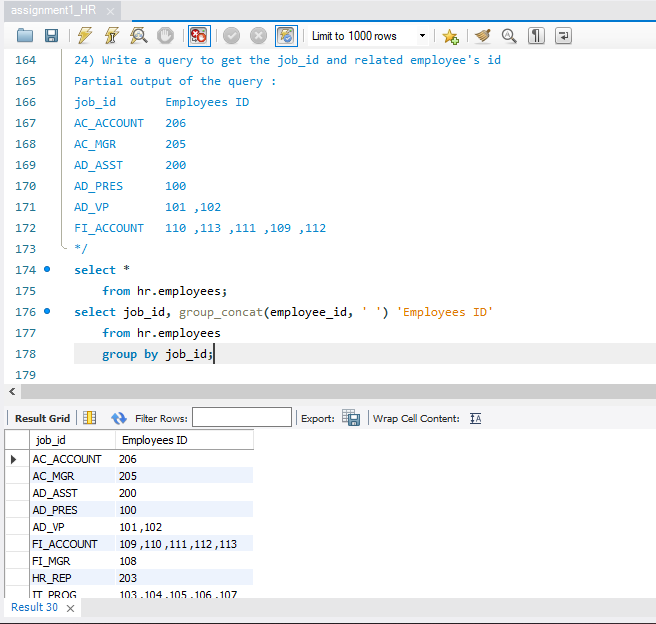 assignment1_HR
Limit to 1000 rows
164 24) Write a query to get the job_id and related employee's id
165 Partial output of the query :
166 job_id Employees ID
167 AC_ACCOUNT 206
168 AC_MGR 205
169 AD_ASST 200
170 AD_PRES 100
171 AD_VP 101 ,102
172 FI_ACCOUNT 110 ,113 ,111 ,109 ,112
173 */
174 select *
175 from hr.employees;
176 select job_id, group_concat(employee_id, ' ') 'Employees ID'
177 from hr.employees
178 group by job_id;
179
Result Grid Filter Rows: Export: Wrap Cell Content:
job_id Employees ID
AC_ACCOUNT 206
AC_MGR 205
AD_ASST 200
AD_PRES 100
AD_VP 101 ,102
FI_ACCOUNT 109 ,110 ,111 ,112 ,113
FI_MGR 108
HR_REP 203
IT_PROG 103 ,104 ,105 ,106 ,107
Result 30